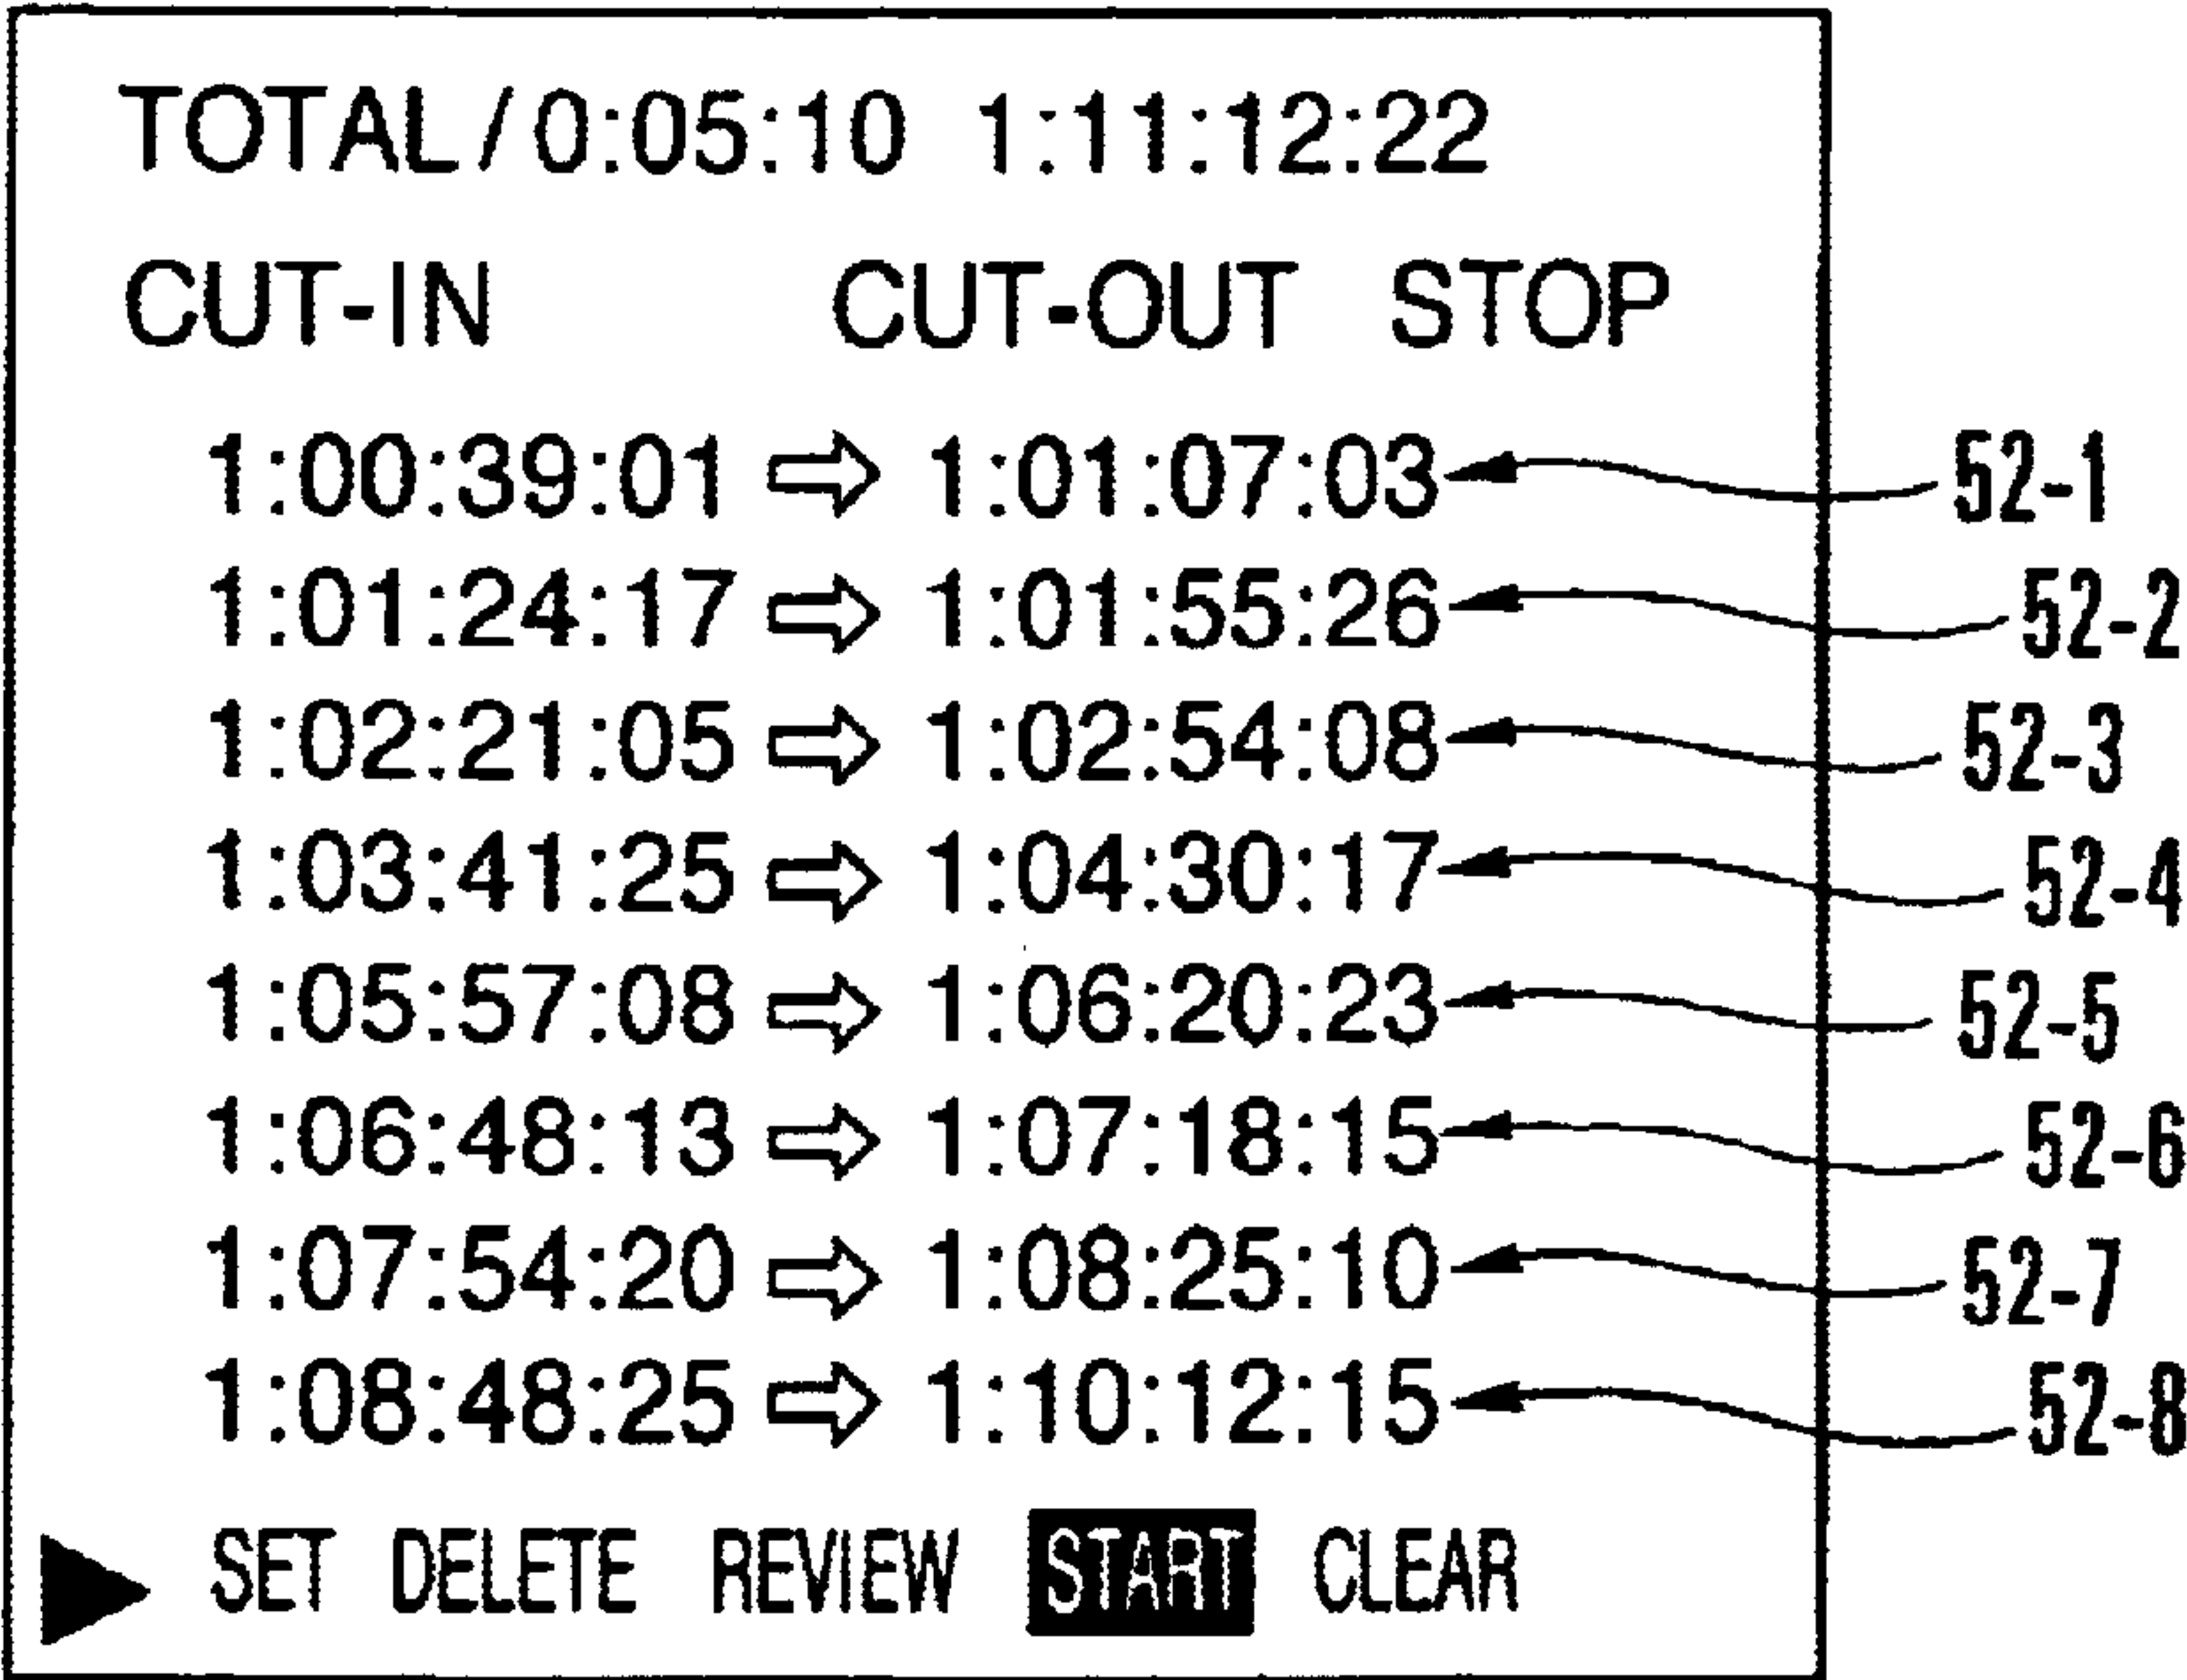 TOTAL/0:05:10 1:11:12:22
CUT-IN CUT-OUT STOP
1:00:39:01 ⇨ 1:01:07:03 52-1
1:01:24:17 ⇨ 1:01:55:26 52-2
1:02:21:05 ⇨ 1:02:54:08 52-3
1:03:41:25 ⇨ 1:04:30:17 52-4
1:05:57:08 ⇨ 1:06:20:23 52-5
1:06:48:13 ⇨ 1:07:18:15 52-6
1:07:54:20 ⇨ 1:08:25:10 52-7
1:08:48:25 ⇨ 1:10:12:15 52-8
SET DELETE REVIEW START CLEAR